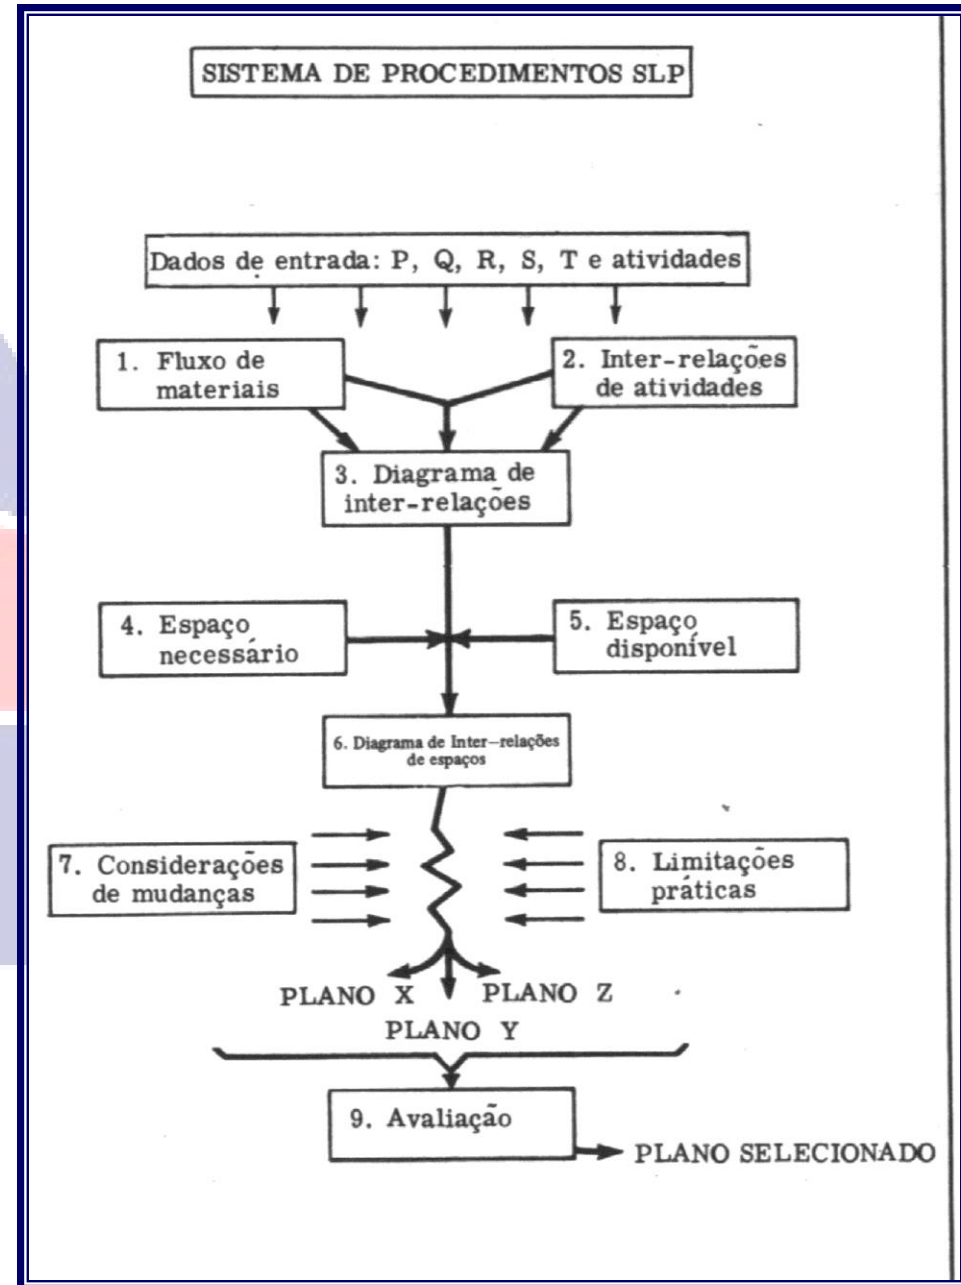 SISTEMA DE PROCEDIMENTOS SLP
Dados de entrada: P, Q, R, S, T e atividades
1. Fluxo de
materiais
2. Inter-relações
de atividades
3. Diagrama de
inter-relações
4. Espaço
necessário
5. Espaço
disponível
6. Diagrama de Inter—relações
de espaços
7. Considerações
de mudanças
8. Limitações
práticas
PLANO X
PLANO Z
PLANO Y
9. Avaliação
PLANO SELECIONADO